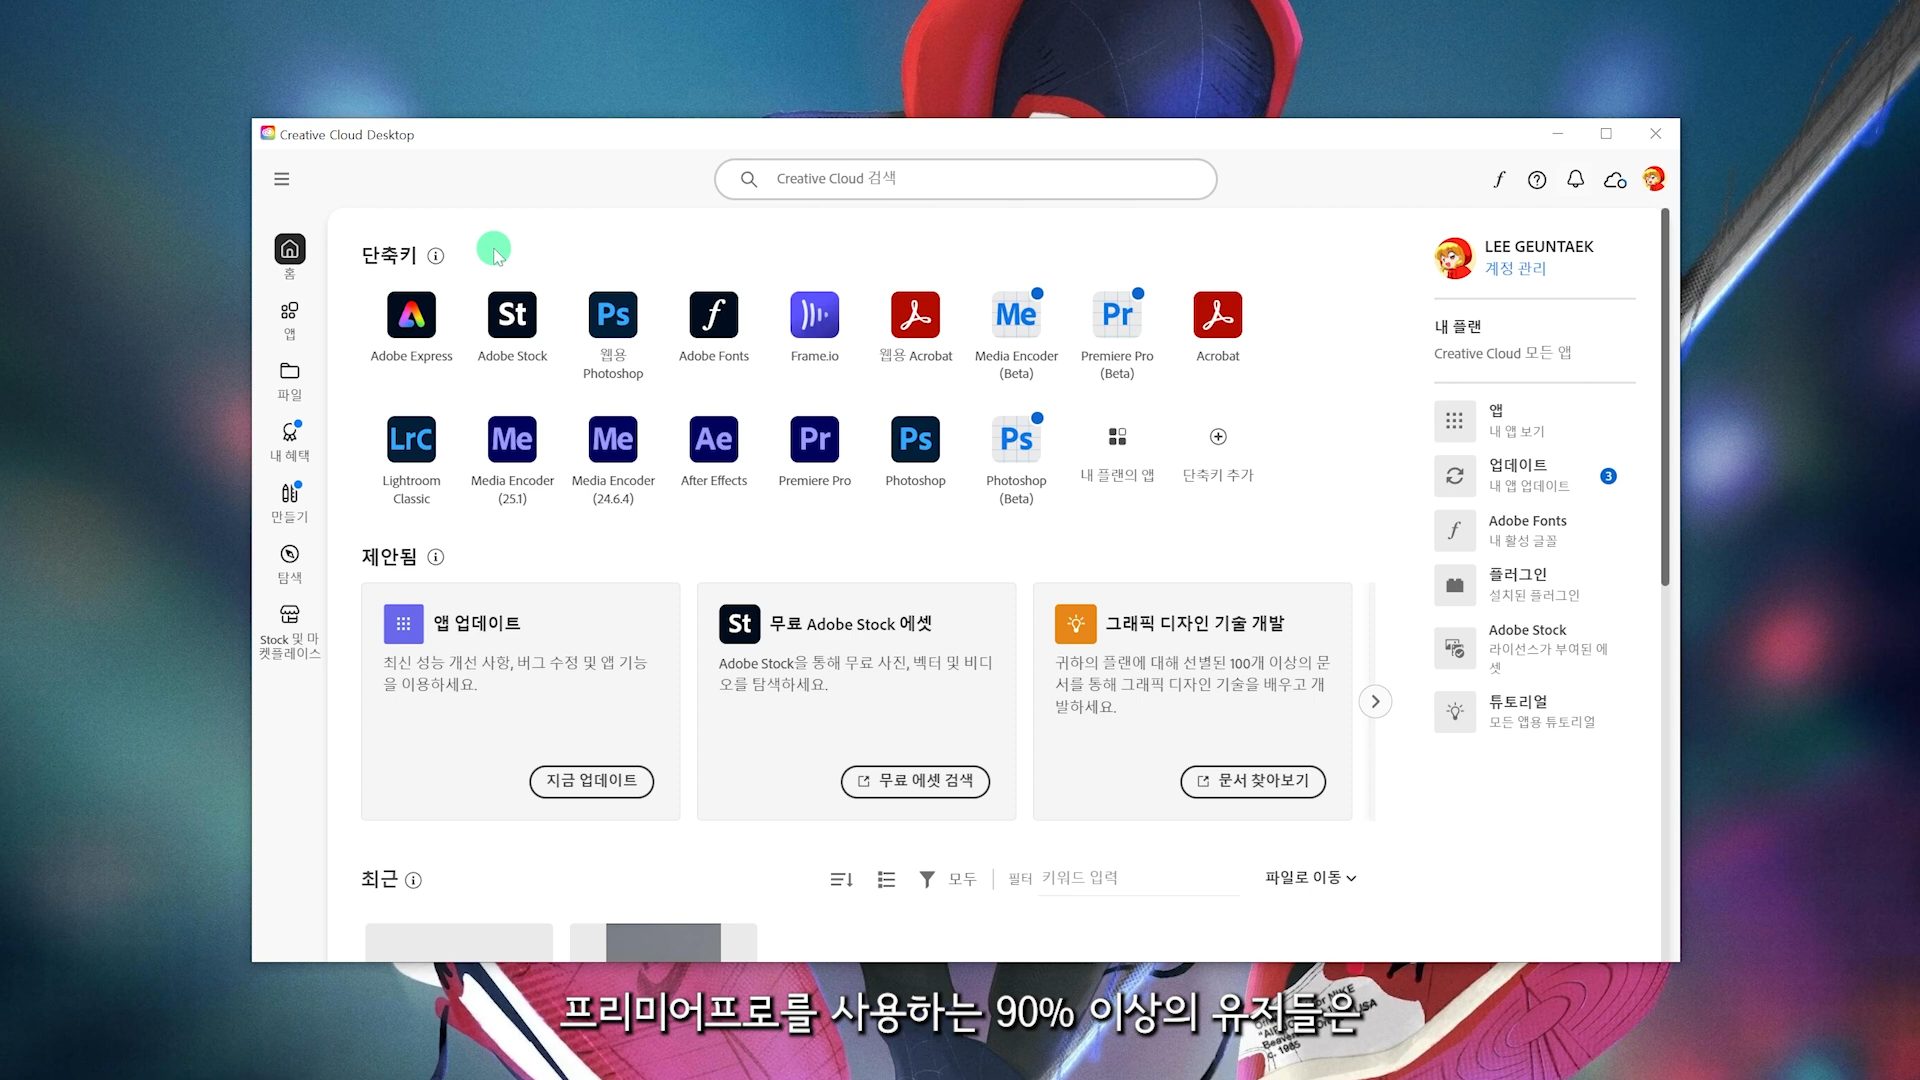 Creative Cloud Desktop
Creative Cloud 검색
홈
앱
파일
내 혜택
만들기
탐색
Stock 및 마
켓플레이스
단축키
Adobe Express
St
Adobe Stock
Ps
웹용
Photoshop
Adobe Fonts
Frame.io
웹용 Acrobat
Me
Media Encoder
(Beta)
Pr
Premiere Pro
(Beta)
Acrobat
LrC
Lightroom
Classic
Me
Media Encoder
(25.1)
Me
Media Encoder
(24.6.4)
Ae
After Effects
Pr
Premiere Pro
Ps
Photoshop
Ps
Photoshop
(Beta)
내 플랜의 앱
단축키 추가
제안됨
앱 업데이트
최신 성능 개선 사항, 버그 수정 및 앱 기능
을 이용하세요.
지금 업데이트
St
무료 Adobe Stock 에셋
Adobe Stock을 통해 무료 사진, 벡터 및 비디
오를 탐색하세요.
무료 에셋 검색
그래픽 디자인 기술 개발
귀하의 플랜에 대해 선별된 100개 이상의 문
서를 통해 그래픽 디자인 기술을 배우고 개
발하세요.
문서 찾아보기
최근
모두
필터
키워드 입력
파일로 이동
LEE GEUNTAEK
계정 관리
내 플랜
Creative Cloud 모든 앱
앱
내 앱 보기
업데이트
내 앱 업데이트
3
Adobe Fonts
내 활성 글꼴
플러그인
설치된 플러그인
Adobe Stock
라이선스가 부여된 에
셋
튜토리얼
모든 앱용 튜토리얼
프리미어프로를 사용하는 90% 이상의 유저들은
NIKE
c. 1985